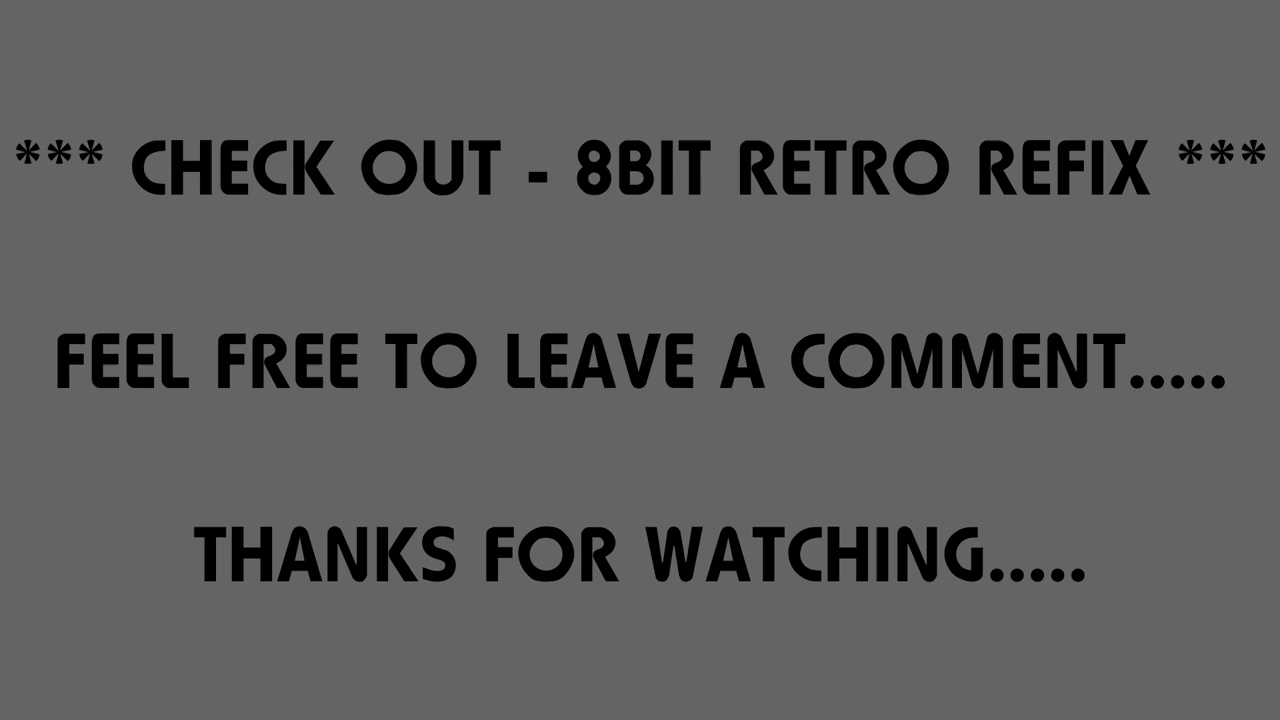 *** CHECK OUT - 8BIT RETRO REFIX ***
FEEL FREE TO LEAVE A COMMENT.....
THANKS FOR WATCHING.....